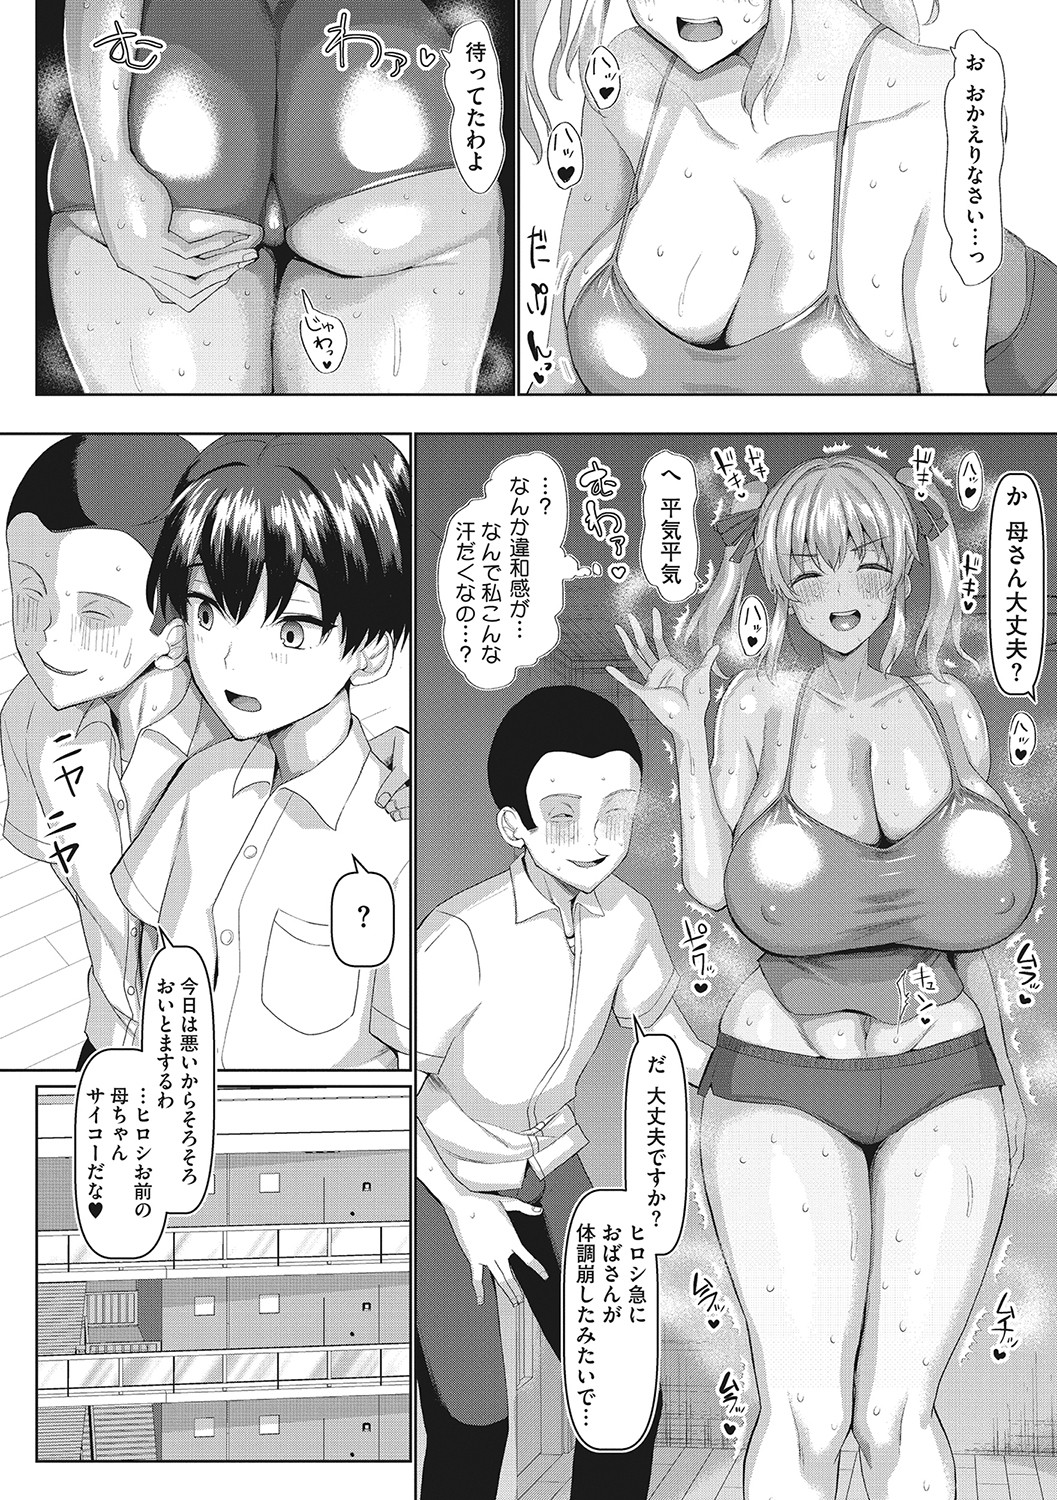 お おかえりなさい…っ
ハッ♥
ハッ♥
だぷんっ♥
待ってたわよ
わァ♡
む
じゅわっ♥
か 母さん大丈夫?
ハッ♥
ドキ
ドキ
ドキ
ハッ♥
ハッ♥
へ 平気平気
むわァ♡
…?
なんか違和感が…
なんで私こんな
汗だくなの…?
ピクッ
ムラッ
キュン
だ 大丈夫ですか?
ヒロシ急に
おばさんが
体調崩したみたいで…
ムラッ
ムチッ
ムラッ
?
ニヤ
ニヤ
今日は悪いからそろそろ
おいとまするわ
…ヒロシお前の
母ちゃん
サイコーだな♥